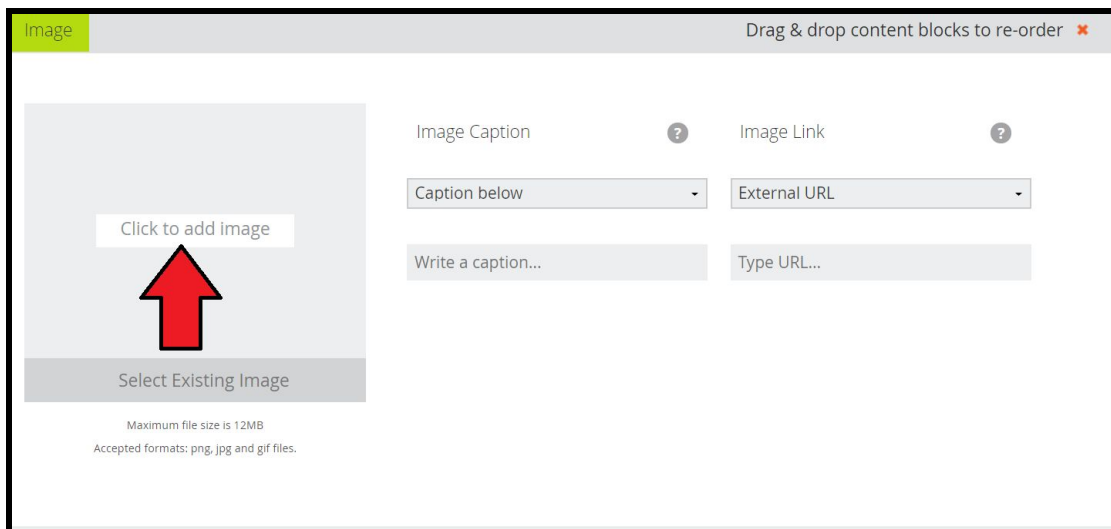 Image
Drag & drop content blocks to re-order
Click to add image
Select Existing Image
Maximum file size is 12MB
Accepted formats: png, jpg and gif files.
Image Caption ?
Caption below
Write a caption...
Image Link ?
External URL
Type URL...